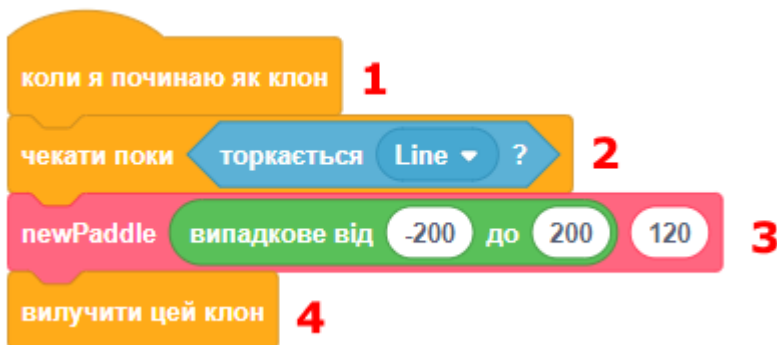 коли я починаю як клон 1
чекати поки торкається Line ? 2
newPaddle випадкове від -200 до 200 120 3
вилучити цей клон 4